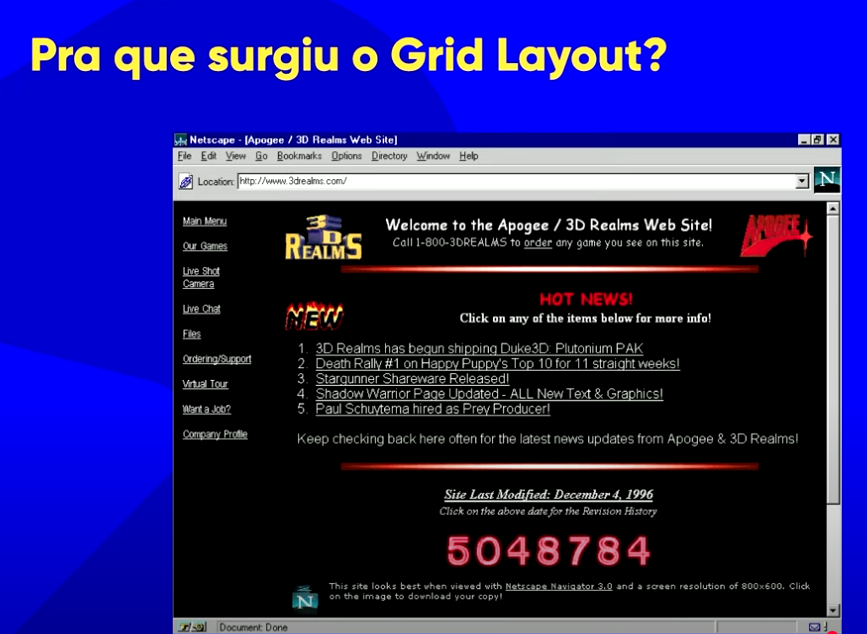 Pra que surgiu o Grid Layout?
Netscape - [Apogee / 3D Realms Web Site]
File Edit View Go Bookmarks Options Directory Window Help
Location: http://www.3drealms.com/
N
Main Menu
Our Games
Live Shot
Camera
Live Chat
Files
Ordering/Support
Virtual Tour
Want a Job?
Company Profile
3D
REALMS
Welcome to the Apogee / 3D Realms Web Site!
Call 1-800-3DREALMS to order any game you see on this site.
APOGEE
NEW
HOT NEWS!
Click on any of the items below for more info!
1. 3D Realms has begun shipping Duke3D: Plutonium PAK
2. Death Rally #1 on Happy Puppy's Top 10 for 11 straight weeks!
3. Stargunner Shareware Released!
4. Shadow Warrior Page Updated - ALL New Text & Graphics!
5. Paul Schuytema hired as Prey Producer!
Keep checking back here often for the latest news updates from Apogee & 3D Realms!
Site Last Modified: December 4, 1996
Click on the above date for the Revision History
5048784
N
This site looks best when viewed with Netscape Navigator 3.0 and a screen resolution of 800x600. Click
on the image to download your copy!
Document: Done